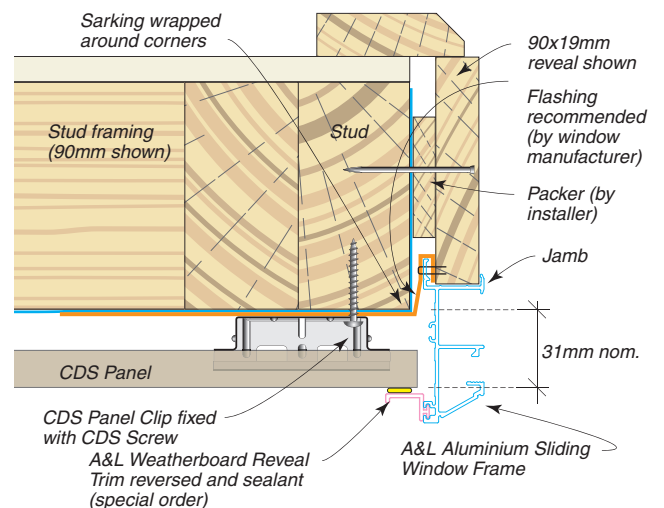 Sarking wrapped
around corners
90x19mm
reveal shown
Flashing
recommended
(by window
manufacturer)
Stud framing
(90mm shown)
Stud
Packer (by
installer)
Jamb
31mm nom.
CDS Panel
CDS Panel Clip fixed
with CDS Screw
A&L Weatherboard Reveal
Trim reversed and sealant
(special order)
A&L Aluminium Sliding
Window Frame